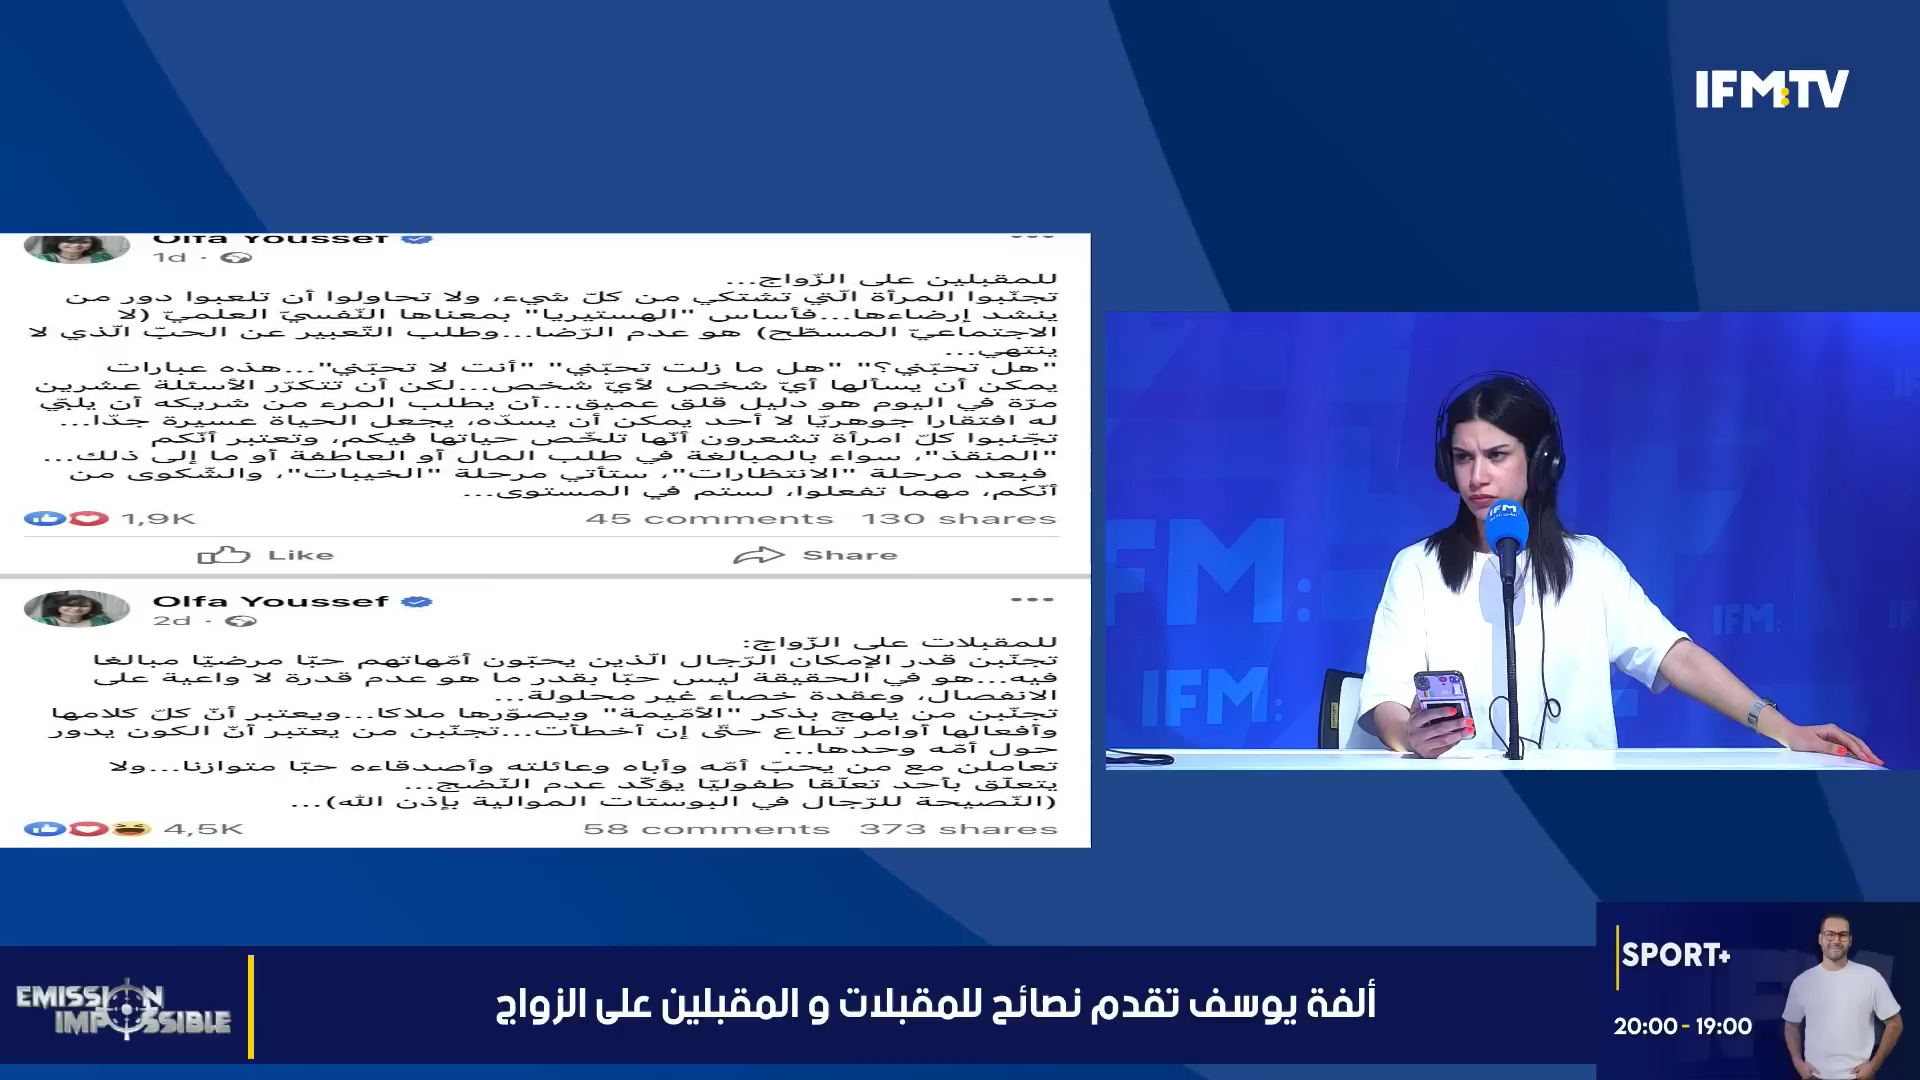 IFM:TV
Olfa Youssef
1d ·
للمقبلين على الزّواج...
تجنّبوا المرأة الّتي تشتكي من كلّ شيء، ولا تحاولوا أن تلعبوا دور من
ينشد إرضاءها...فأساس "الهستيريا" بمعناها النّفسيّ العلميّ (لا
الاجتماعيّ المسطّح) هو عدم الرّضا...وطلب التّعبير عن الحبّ الّذي لا
ينتهي...
"هل تحبّني؟" "هل ما زلت تحبّني" "أنت لا تحبّني"...هذه عبارات
يمكن أن يسألها أيّ شخص لأيّ شخص...لكن أن تتكرّر الأسئلة عشرين
مرّة في اليوم هو دليل قلق عميق...أن يطلب المرء من شريكه أن يلبّي
له افتقارا جوهريّا لا أحد يمكن أن يسدّه، يجعل الحياة عسيرة جدّا...
تجّنبوا كلّ امرأة تشعرون أنّها تلخّص حياتها فيكم، وتعتبر أنّكم
"المنقذ"، سواء بالمبالغة في طلب المال أو العاطفة أو ما إلى ذلك...
فبعد مرحلة "الانتظارات"، ستأتي مرحلة "الخيبات"، والشّكوى من
أنّكم، مهما تفعلوا، لستم في المستوى...
1,9K 45 comments 130 shares
Like Share
Olfa Youssef
2d ·
للمقبلات على الزّواج:
تجنّبن قدر الإمكان الرّجال الّذين يحبّون أمّهاتهم حبّا مرضيّا مبالغا
فيه...هو في الحقيقة ليس حبّا بقدر ما هو عدم قدرة لا واعية على
الانفصال، وعقدة خصاء غير محلولة...
تجنّبن من يلهج بذكر "الأمّيمة" ويصوّرها ملاكا...ويعتبر أنّ كلّ كلامها
وأفعالها أوامر تطاع حتّى إن أخطأت...تجنّبن من يعتبر أنّ الكون يدور
حول أمّه وحدها...
تعاملن مع من يحبّ أمّه وأباه وعائلته وأصدقاءه حبّا متوازنا...ولا
يتعلّق بأحد تعلّقا طفوليّا يؤكّد عدم النّضج...
(النّصيحة للرّجال في البوستات الموالية بإذن الله)...
4,5K 58 comments 373 shares
IFM
FM:
IFM:
IFM:
EMISSION
IMPOSSIBLE
ألفة يوسف تقدم نصائح للمقبلات و المقبلين على الزواج
SPORT+
20:00 - 19:00